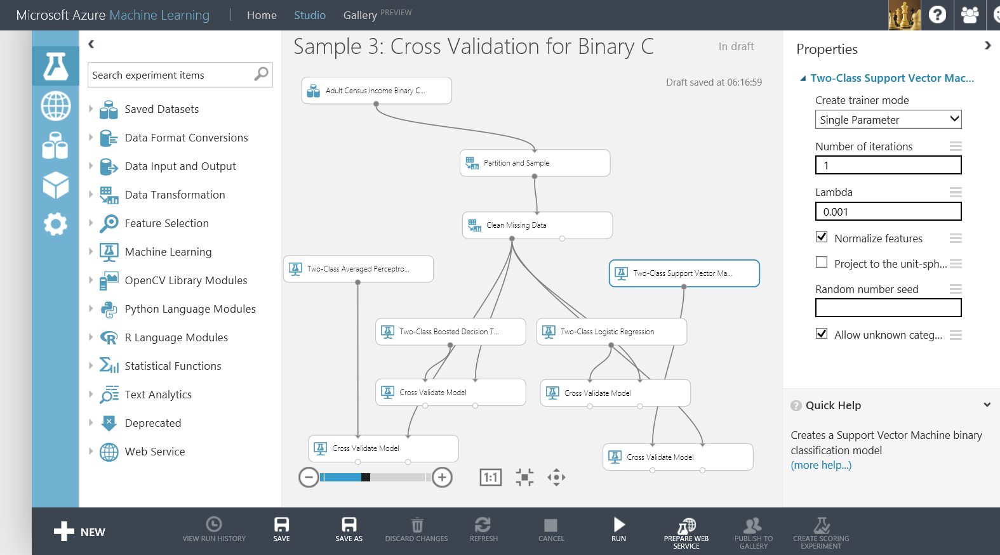 Microsoft Azure Machine Learning
Home
Studio
Gallery PREVIEW
Search experiment items
Saved Datasets
Data Format Conversions
Data Input and Output
Data Transformation
Feature Selection
Machine Learning
OpenCV Library Modules
Python Language Modules
R Language Modules
Statistical Functions
Text Analytics
Deprecated
Web Service
Sample 3: Cross Validation for Binary C
In draft
Draft saved at 06:16:59
Adult Census Income Binary C...
Partition and Sample
Clean Missing Data
Two-Class Averaged Perceptro...
Two-Class Support Vector Ma...
Two-Class Boosted Decision T...
Two-Class Logistic Regression
Cross Validate Model
Cross Validate Model
Cross Validate Model
Cross Validate Model
1:1
Properties
Two-Class Support Vector Mac...
Create trainer mode
Single Parameter
Number of iterations
1
Lambda
0.001
Normalize features
Project to the unit-sph...
Random number seed
Allow unknown categ...
Quick Help
Creates a Support Vector Machine binary
classification model
(more help...)
NEW
VIEW RUN HISTORY
SAVE
SAVE AS
DISCARD CHANGES
REFRESH
CANCEL
RUN
PREPARE WEB
SERVICE
PUBLISH TO
GALLERY
CREATE SCORING
EXPERIMENT